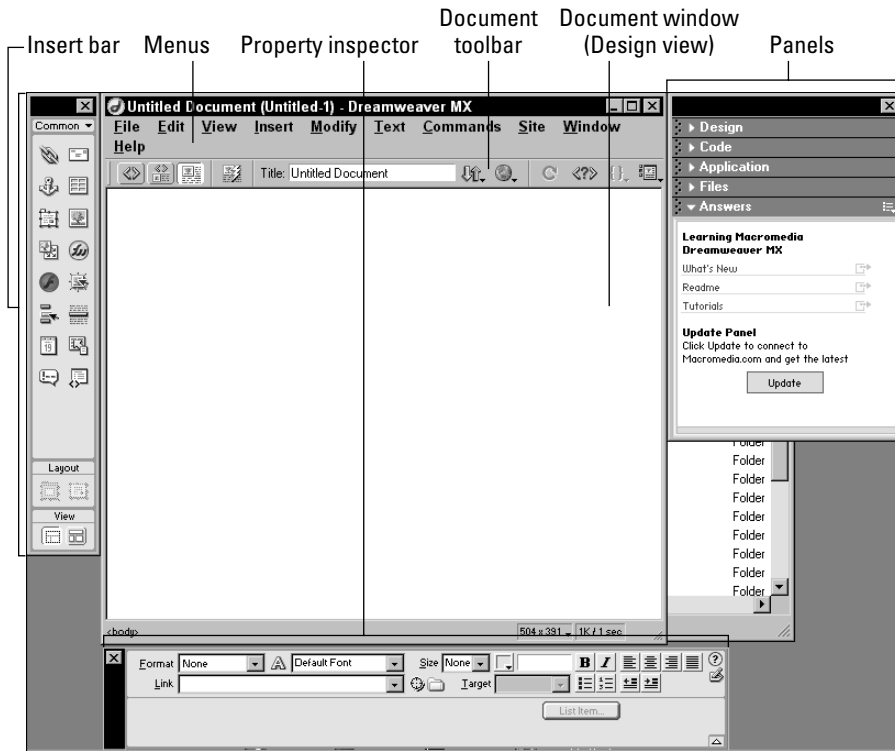 Insert bar
Menus
Property inspector
Document toolbar
Document window (Design view)
Panels
Untitled Document (Untitled-1) - Dreamweaver MX
Common
File Edit View Insert Modify Text Commands Site Window
Help
Title: Untitled Document
<?>
{}
19
Layout
View
Design
Code
Application
Files
Answers
Learning Macromedia
Dreamweaver MX
What's New
Readme
Tutorials
Update Panel
Click Update to connect to
Macromedia.com and get the latest
Update
Folder
Folder
Folder
Folder
Folder
Folder
Folder
Folder
Folder
<body>
504 x 391 1K / 1 sec
Format None A Default Font Size None B I ?
Link Target
List Item...